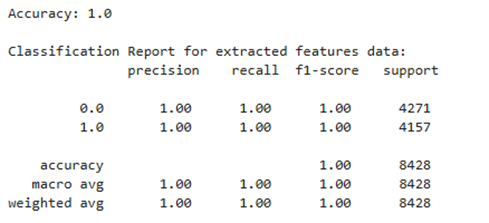 Accuracy: 1.0
Classification Report for extracted features data:
precision recall f1-score support
0.0 1.00 1.00 1.00 4271
1.0 1.00 1.00 1.00 4157
accuracy 1.00 8428
macro avg 1.00 1.00 1.00 8428
weighted avg 1.00 1.00 1.00 8428